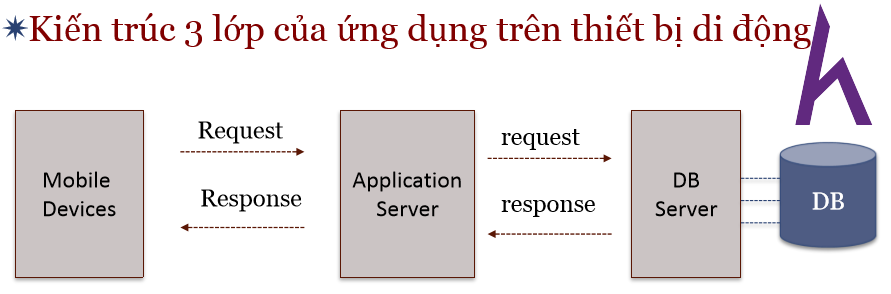 Kiến trúc 3 lớp của ứng dụng trên thiết bị di động
Mobile
Devices
Request
Response
Application
Server
request
response
DB
Server
DB